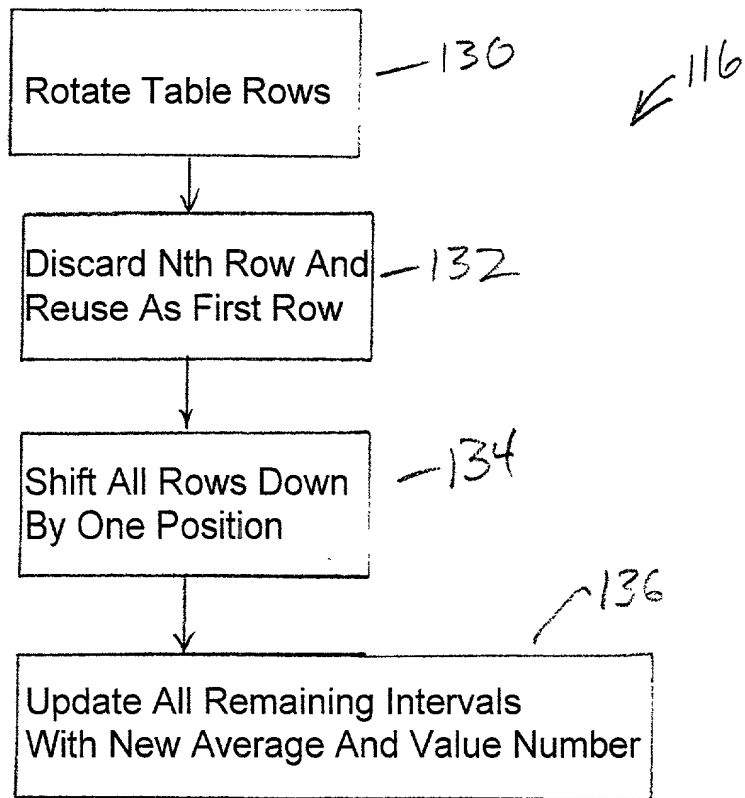 130
116
Rotate Table Rows
Discard Nth Row And
132
Reuse As First Row
134
Shift All Rows Down
By One Position
136
Update All Remaining Intervals
With New Average And Value Number